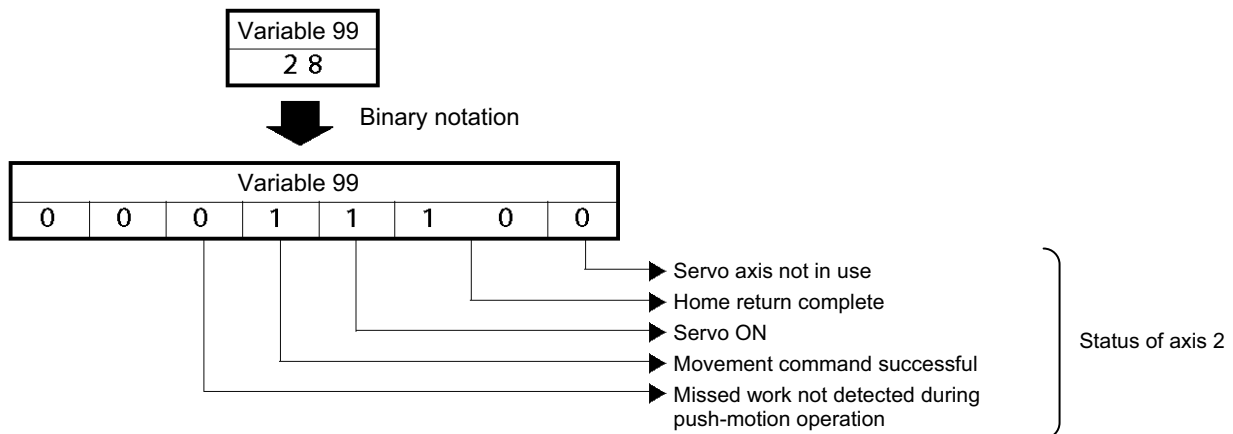 Variable 99
2 8
Binary notation
Variable 99
0 0 0 1 1 1 0 0
Servo axis not in use
Home return complete
Servo ON
Movement command successful
Missed work not detected during
push-motion operation
Status of axis 2